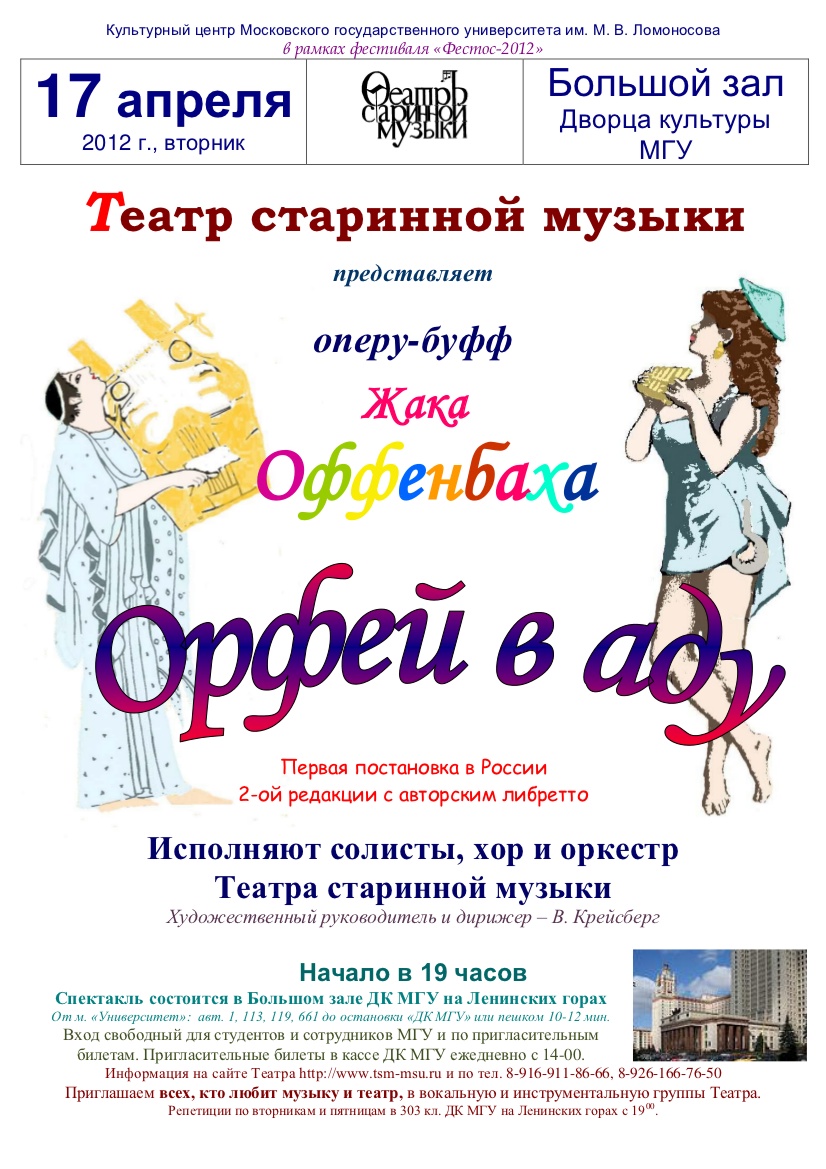 Культурный центр Московского государственного университета им. М. В. Ломоносова
в рамках фестиваля «Фестос-2012»
17 апреля
2012 г., вторник
Ѳеатръ
старинной
музыки
Большой зал
Дворца культуры
МГУ
Театр старинной музыки
представляет
оперу-буфф
Жака
Оффенбаха
Орфей в аду
Первая постановка в России
2-ой редакции с авторским либретто
Исполняют солисты, хор и оркестр
Театра старинной музыки
Художественный руководитель и дирижер – В. Крейсберг
Начало в 19 часов
Спектакль состоится в Большом зале ДК МГУ на Ленинских горах
От м. «Университет»: авт. 1, 113, 119, 661 до остановки «ДК МГУ» или пешком 10-12 мин.
Вход свободный для студентов и сотрудников МГУ и по пригласительным
билетам. Пригласительные билеты в кассе ДК МГУ ежедневно с 14-00.
Информация на сайте Театра http://www.tsm-msu.ru и по тел. 8-916-911-86-66, 8-926-166-76-50
Приглашаем всех, кто любит музыку и театр, в вокальную и инструментальную группы Театра.
Репетиции по вторникам и пятницам в 303 кл. ДК МГУ на Ленинских горах с 19⁰⁰.